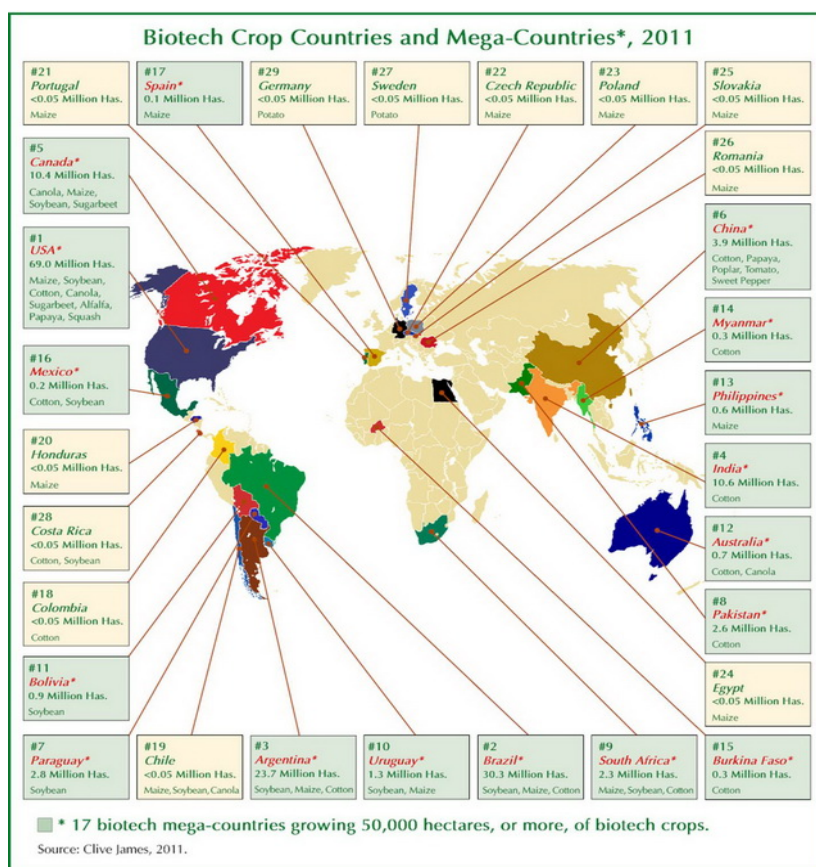 Biotech Crop Countries and Mega-Countries*, 2011
#21
Portugal
<0.05 Million Has.
Maize
#17
Spain*
0.1 Million Has.
Maize
#29
Germany
<0.05 Million Has.
Potato
#27
Sweden
<0.05 Million Has.
Potato
#22
Czech Republic
<0.05 Million Has.
Maize
#23
Poland
<0.05 Million Has.
Maize
#25
Slovakia
<0.05 Million Has.
Maize
#5
Canada*
10.4 Million Has.
Canola, Maize,
Soybean, Sugarbeet
#26
Romania
<0.05 Million Has.
Maize
#1
USA*
69.0 Million Has.
Maize, Soybean,
Cotton, Canola,
Sugarbeet, Alfalfa,
Papaya, Squash
#6
China*
3.9 Million Has.
Cotton, Papaya,
Poplar, Tomato,
Sweet Pepper
#14
Myanmar*
0.3 Million Has.
Cotton
#16
Mexico*
0.2 Million Has.
Cotton, Soybean
#13
Philippines*
0.6 Million Has.
Maize
#20
Honduras
<0.05 Million Has.
Maize
#4
India*
10.6 Million Has.
Cotton
#28
Costa Rica
<0.05 Million Has.
Cotton, Soybean
#12
Australia*
0.7 Million Has.
Cotton, Canola
#18
Colombia
<0.05 Million Has.
Cotton
#8
Pakistan*
2.6 Million Has.
Cotton
#11
Bolivia*
0.9 Million Has.
Soybean
#24
Egypt
<0.05 Million Has.
Maize
#7
Paraguay*
2.8 Million Has.
Soybean
#19
Chile
<0.05 Million Has.
Maize, Soybean, Canola
#3
Argentina*
23.7 Million Has.
Soybean, Maize, Cotton
#10
Uruguay*
1.3 Million Has.
Soybean, Maize
#2
Brazil*
30.3 Million Has.
Soybean, Maize, Cotton
#9
South Africa*
2.3 Million Has.
Maize, Soybean, Cotton
#15
Burkina Faso*
0.3 Million Has.
Cotton
* 17 biotech mega-countries growing 50,000 hectares, or more, of biotech crops.
Source: Clive James, 2011.